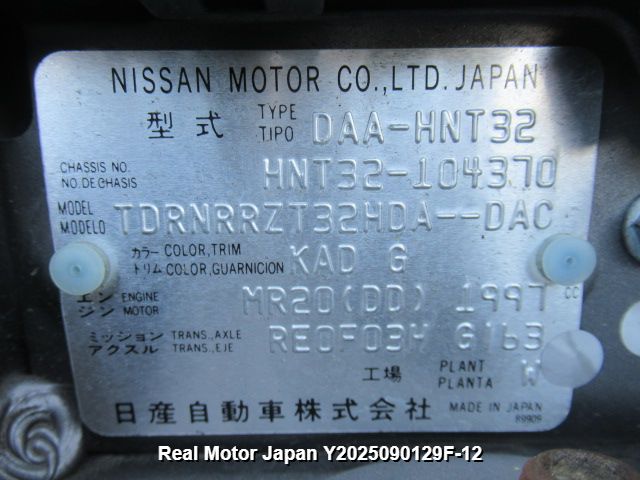 NISSAN MOTOR CO.,LTD. JAPAN
型式 TYPE TIPO DAA-HNT32
CHASSIS NO. NO. DE CHASIS HNT32-104370
MODEL MODELO TDRNRRZT32HDA--DAC
カラー COLOR,TRIM トリム COLOR,GUARNICION KAD G
エンジン ENGINE MOTOR MR20(DD) 1997 CC
ミッション TRANS.,AXLE アクスル TRANS.,EJE RE0F03H G163
工場 PLANT PLANTA W
日産自動車株式会社 MADE IN JAPAN
89909
Real Motor Japan Y2025090129F-12